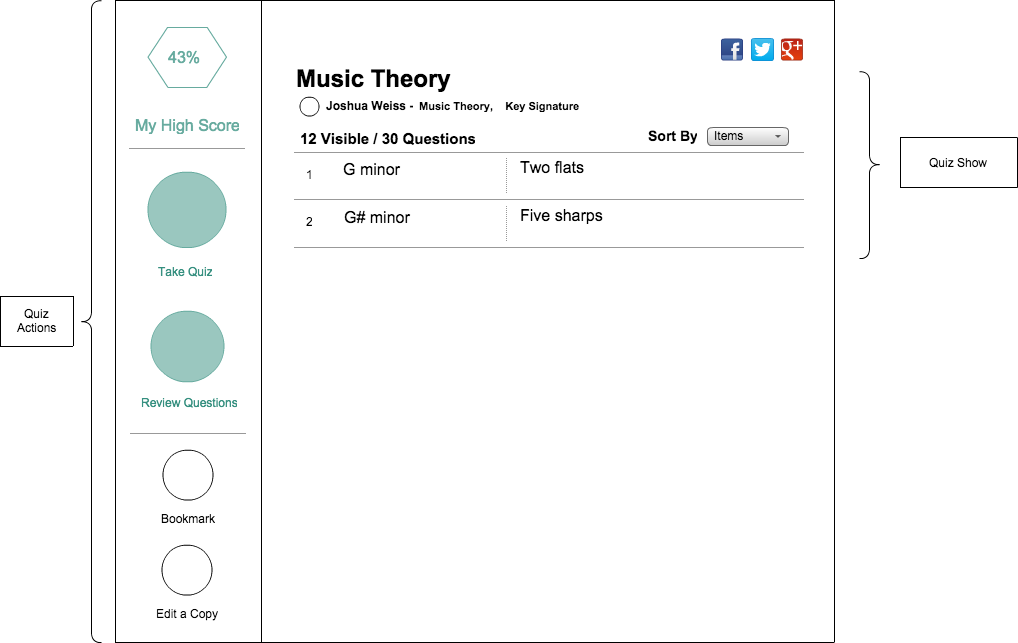 43%
My High Score
Take Quiz
Review Questions
Bookmark
Edit a Copy
Quiz
Actions
f
g+
Music Theory
Joshua Weiss - Music Theory, Key Signature
12 Visible / 30 Questions
Sort By Items
1 G minor Two flats
2 G# minor Five sharps
Quiz Show